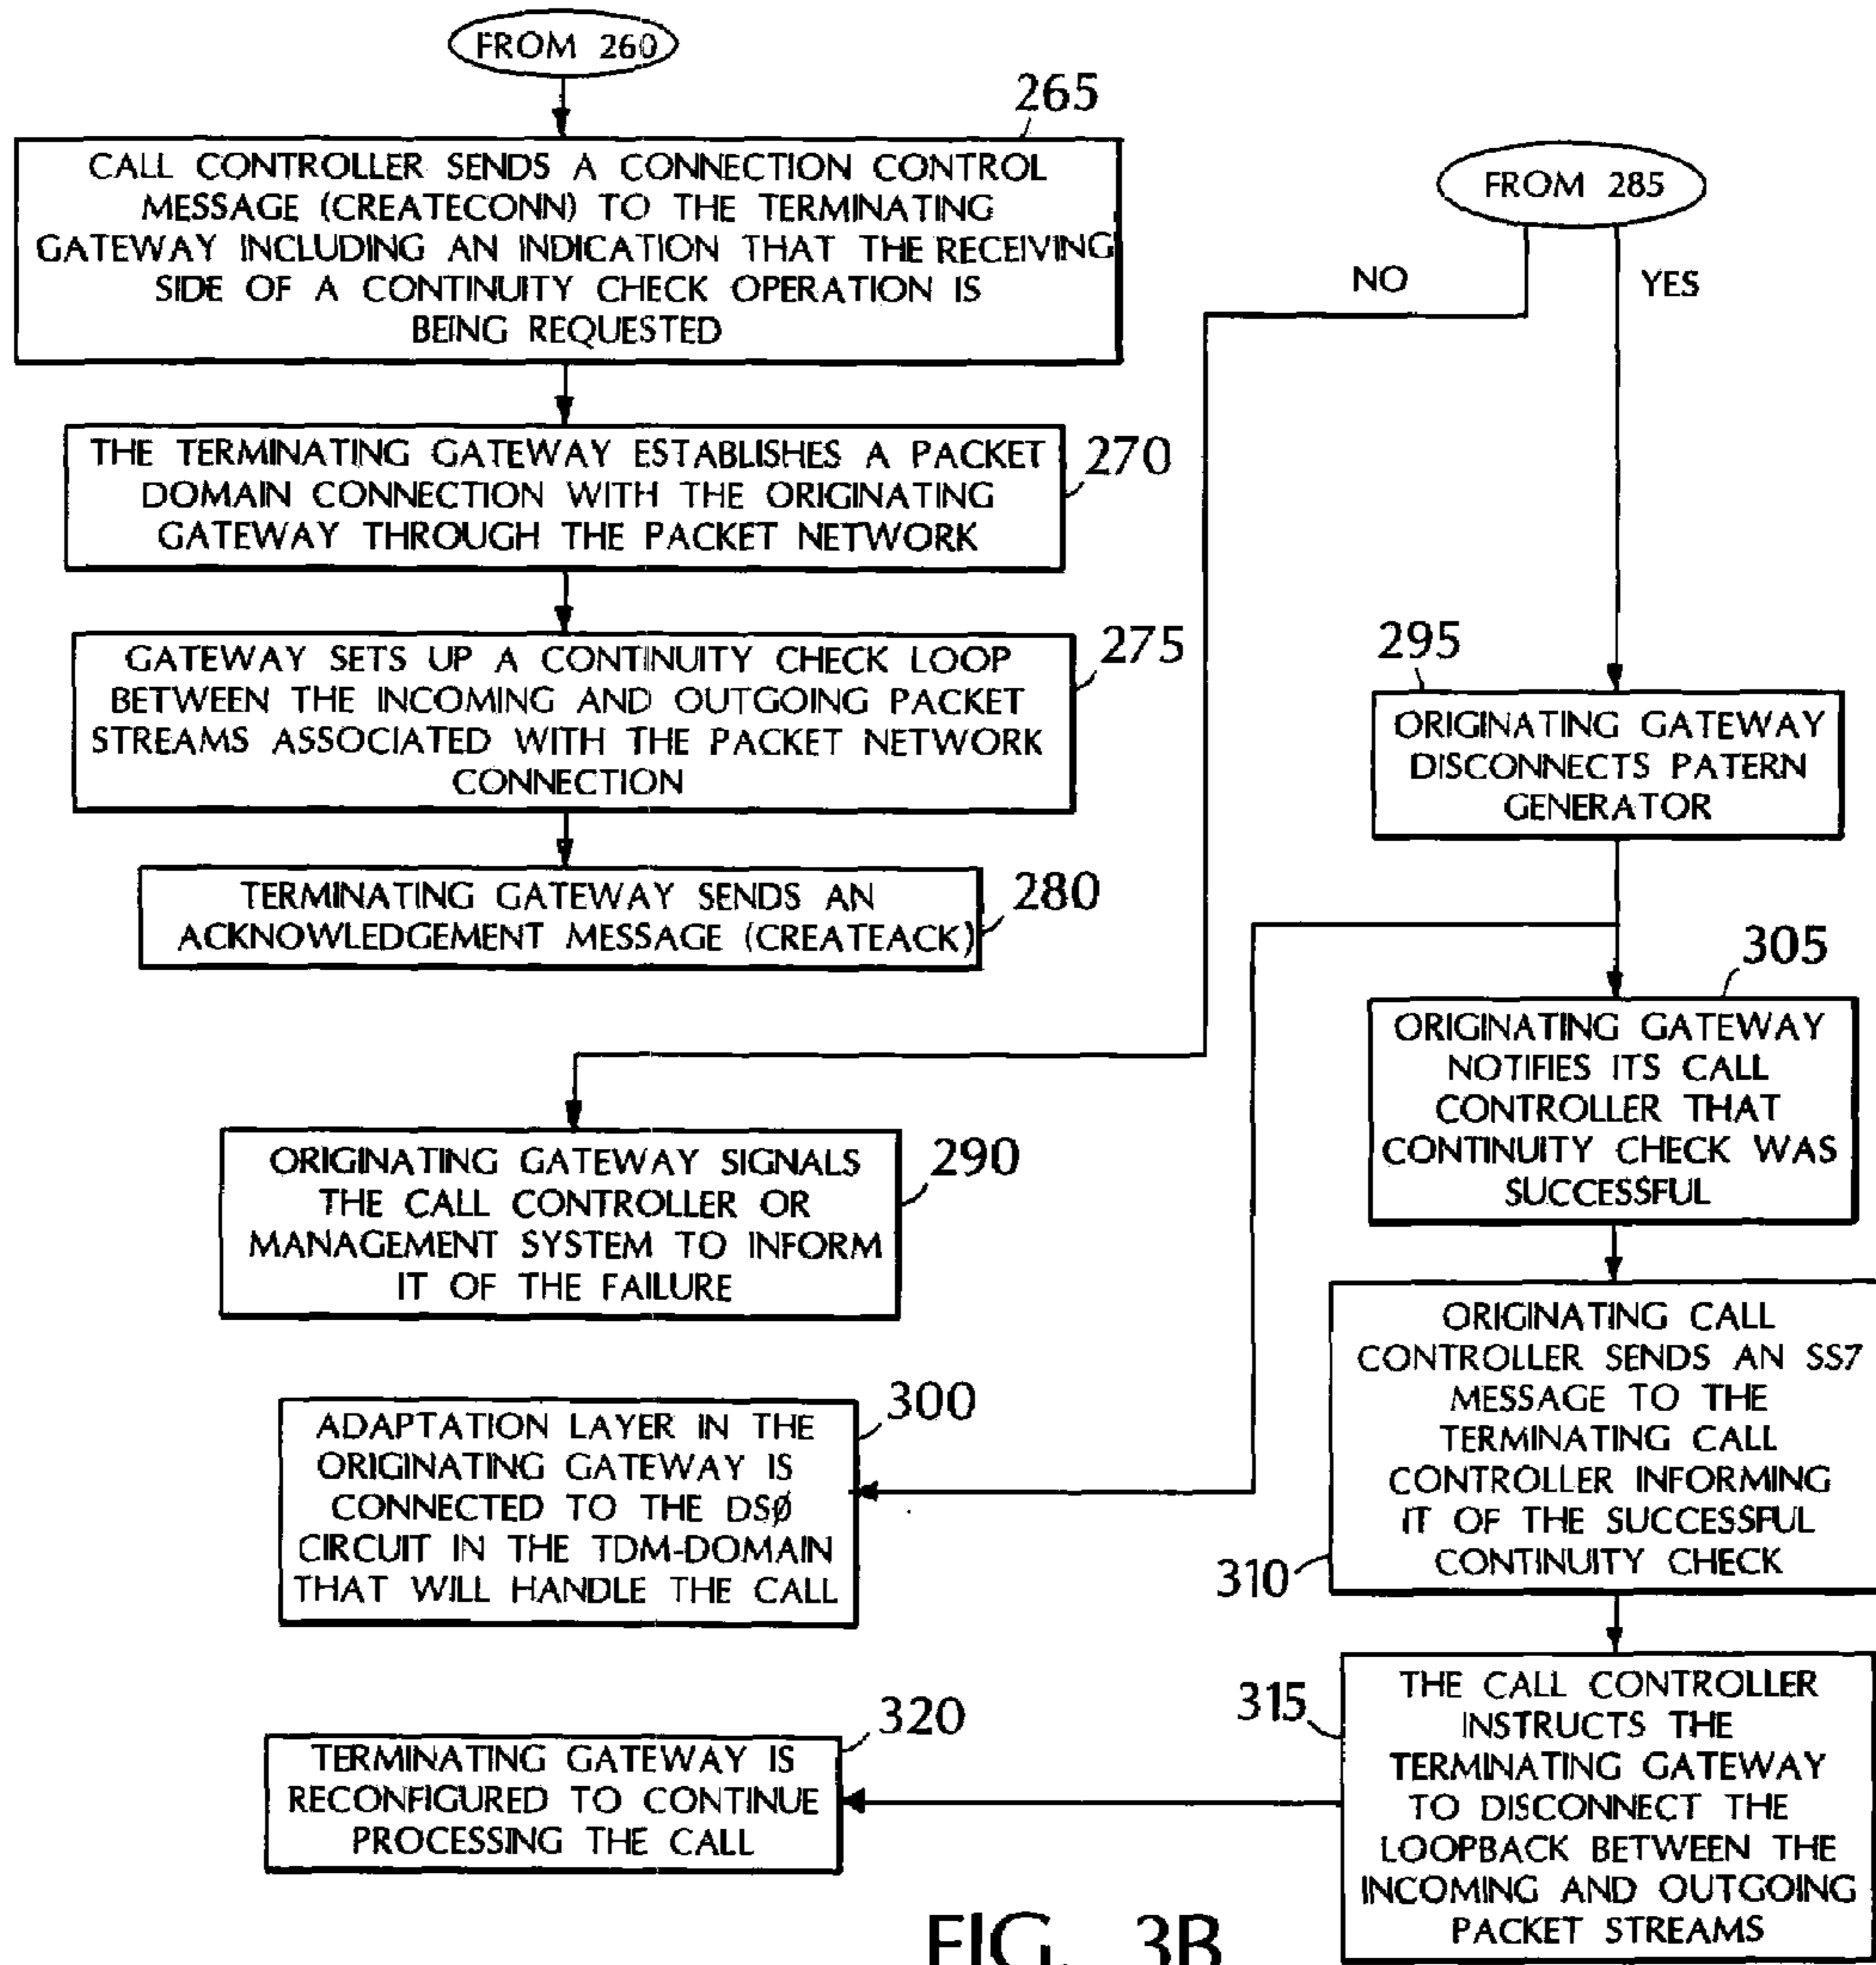 FROM 260
265
CALL CONTROLLER SENDS A CONNECTION CONTROL
MESSAGE (CREATECONN) TO THE TERMINATING
GATEWAY INCLUDING AN INDICATION THAT THE RECEIVING
SIDE OF A CONTINUITY CHECK OPERATION IS
BEING REQUESTED
270
THE TERMINATING GATEWAY ESTABLISHES A PACKET
DOMAIN CONNECTION WITH THE ORIGINATING
GATEWAY THROUGH THE PACKET NETWORK
275
GATEWAY SETS UP A CONTINUITY CHECK LOOP
BETWEEN THE INCOMING AND OUTGOING PACKET
STREAMS ASSOCIATED WITH THE PACKET NETWORK
CONNECTION
280
TERMINATING GATEWAY SENDS AN
ACKNOWLEDGEMENT MESSAGE (CREATEACK)
FROM 285
NO
YES
290
ORIGINATING GATEWAY SIGNALS
THE CALL CONTROLLER OR
MANAGEMENT SYSTEM TO INFORM
IT OF THE FAILURE
295
ORIGINATING GATEWAY
DISCONNECTS PATERN
GENERATOR
300
ADAPTATION LAYER IN THE
ORIGINATING GATEWAY IS
CONNECTED TO THE DSØ
CIRCUIT IN THE TDM-DOMAIN
THAT WILL HANDLE THE CALL
305
ORIGINATING GATEWAY
NOTIFIES ITS CALL
CONTROLLER THAT
CONTINUITY CHECK WAS
SUCCESSFUL
310
ORIGINATING CALL
CONTROLLER SENDS AN SS7
MESSAGE TO THE
TERMINATING CALL
CONTROLLER INFORMING
IT OF THE SUCCESSFUL
CONTINUITY CHECK
315
THE CALL CONTROLLER
INSTRUCTS THE
TERMINATING GATEWAY
TO DISCONNECT THE
LOOPBACK BETWEEN THE
INCOMING AND OUTGOING
PACKET STREAMS
320
TERMINATING GATEWAY IS
RECONFIGURED TO CONTINUE
PROCESSING THE CALL
FIG. 3B